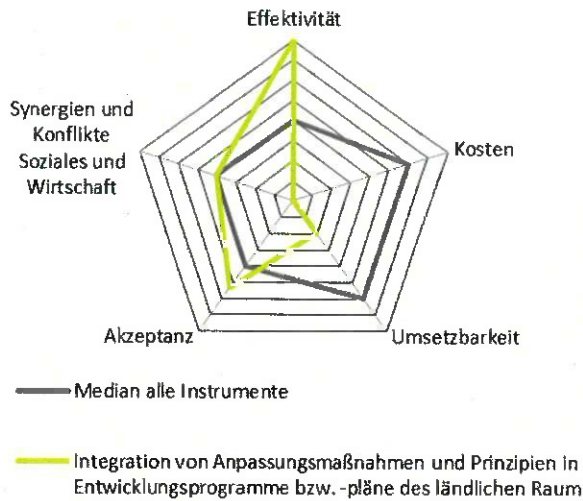 Effektivität
Synergien und
Konflikte
Soziales und
Wirtschaft
Kosten
Akzeptanz
Umsetzbarkeit
Median alle Instrumente
Integration von Anpassungsmaßnahmen und Prinzipien in
Entwicklungsprogramme bzw. -pläne des ländlichen Raum